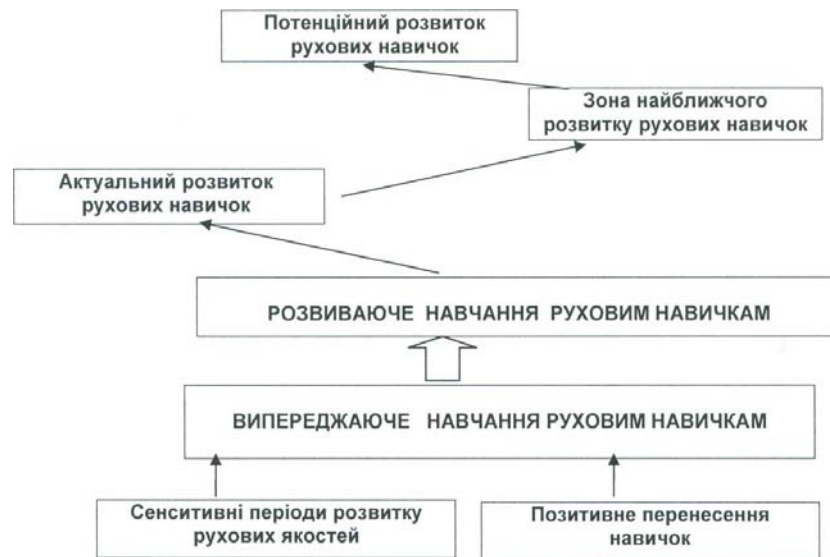 Потенційний розвиток
рухових навичок
Зона найближчого
розвитку рухових навичок
Актуальний розвиток
рухових навичок
РОЗВИВАЮЧЕ НАВЧАННЯ РУХОВИМ НАВИЧКАМ
ВИПЕРЕДЖАЮЧЕ НАВЧАННЯ РУХОВИМ НАВИЧКАМ
Сенситивні періоди розвитку
рухових якостей
Позитивне перенесення
навичок